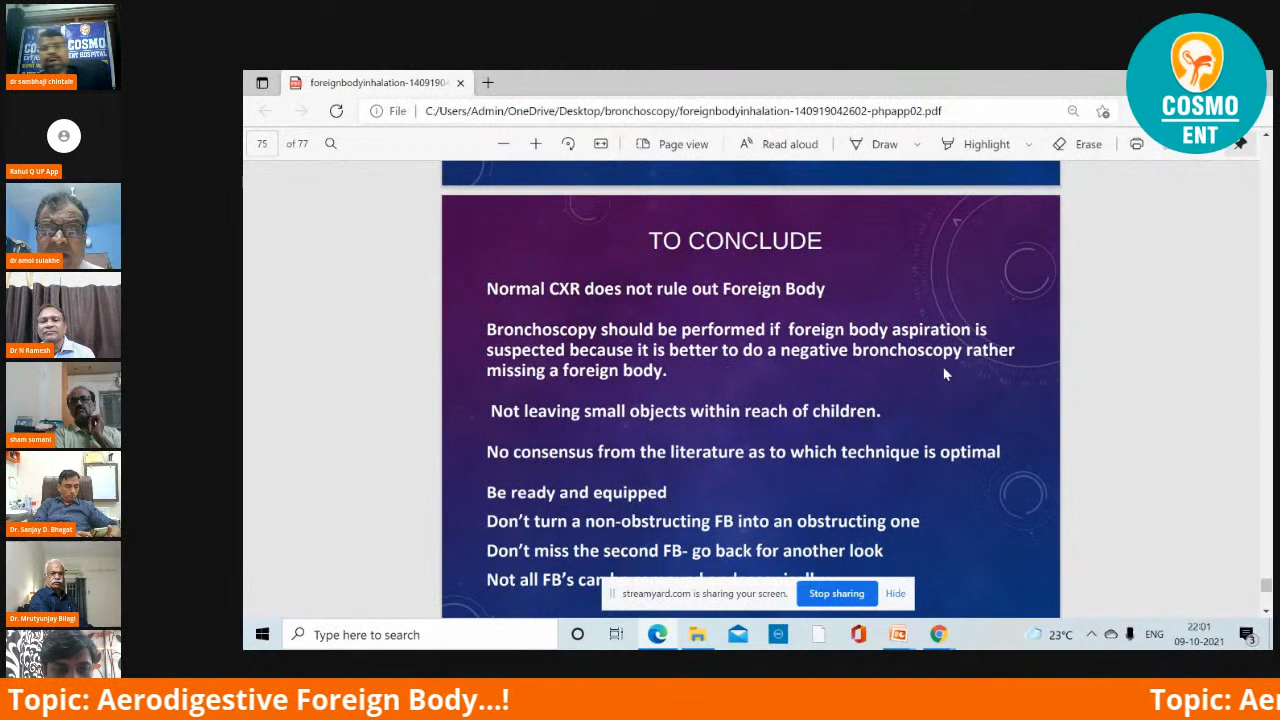 COSMO
ENT HOSPITAL
dr sambhaji chintale
Rahul Q UP App
dr amol sulakhe
Dr N Ramesh
sham somani
Dr. Sanjay D. Bhagat
Dr. Mrutyunjay Bilagi
foreignbodyinhalation-14091904
File
C:/Users/Admin/OneDrive/Desktop/bronchoscopy/foreignbodyinhalation-140919042602-phpapp02.pdf
75 of 77
Page view
Read aloud
Draw
Highlight
Erase
COSMO
ENT
TO CONCLUDE
Normal CXR does not rule out Foreign Body
Bronchoscopy should be performed if foreign body aspiration is
suspected because it is better to do a negative bronchoscopy rather
missing a foreign body.
Not leaving small objects within reach of children.
No consensus from the literature as to which technique is optimal
Be ready and equipped
Don't turn a non-obstructing FB into an obstructing one
Don't miss the second FB- go back for another look
Not all FB's can be
streamyard.com is sharing your screen.
Stop sharing
Hide
Type here to search
23°C
ENG
22:01
09-10-2021
3
Topic: Aerodigestive Foreign Body...!
Topic: Aer